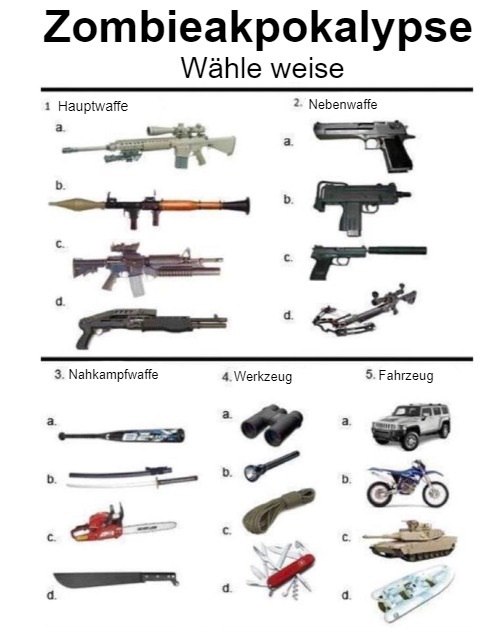 Zombieakpokalypse
Wähle weise
1 Hauptwaffe
a.
b.
c.
d.
2. Nebenwaffe
a.
b.
c.
d.
3. Nahkampfwaffe
a.
b.
c.
d.
4. Werkzeug
a.
b.
c.
d.
5. Fahrzeug
a.
b.
c.
d.